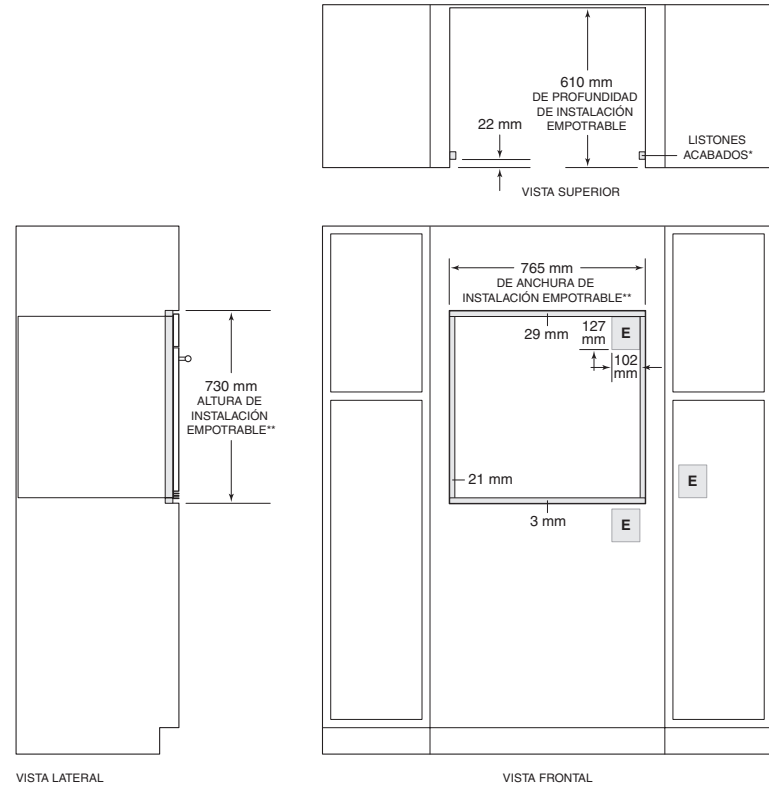 610 mm
DE PROFUNDIDAD
DE INSTALACIÓN
EMPOTRABLE
22 mm
LISTONES
ACABADOS*
VISTA SUPERIOR
765 mm
DE ANCHURA DE
INSTALACIÓN EMPOTRABLE**
29 mm
127
mm
E
102
mm
730 mm
ALTURA DE
INSTALACIÓN
EMPOTRABLE**
21 mm
E
3 mm
E
VISTA LATERAL
VISTA FRONTAL